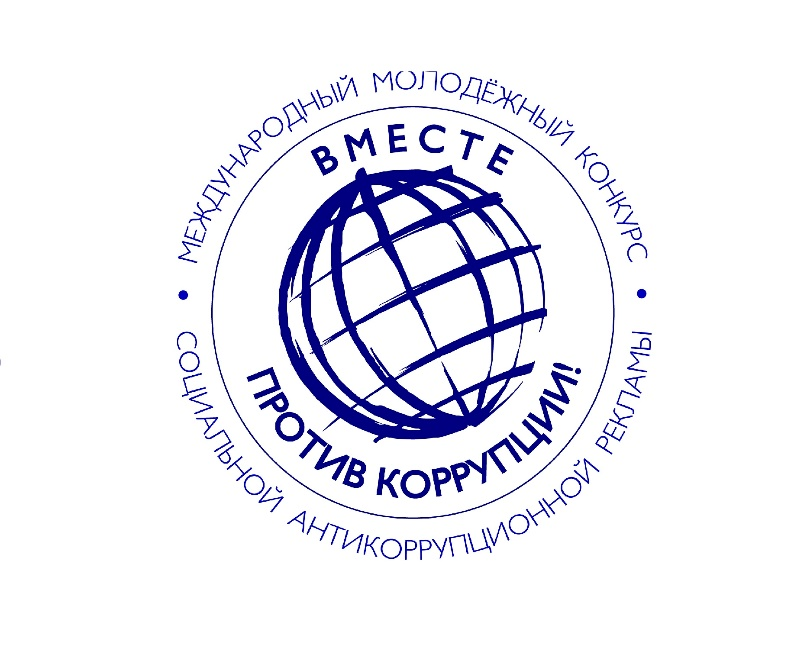 МЕЖДУНАРОДНЫЙ МОЛОДЁЖНЫЙ КОНКУРС
ВМЕСТЕ
ПРОТИВ КОРРУПЦИИ!
СОЦИАЛЬНОЙ АНТИКОРРУПЦИОННОЙ РЕКЛАМЫ